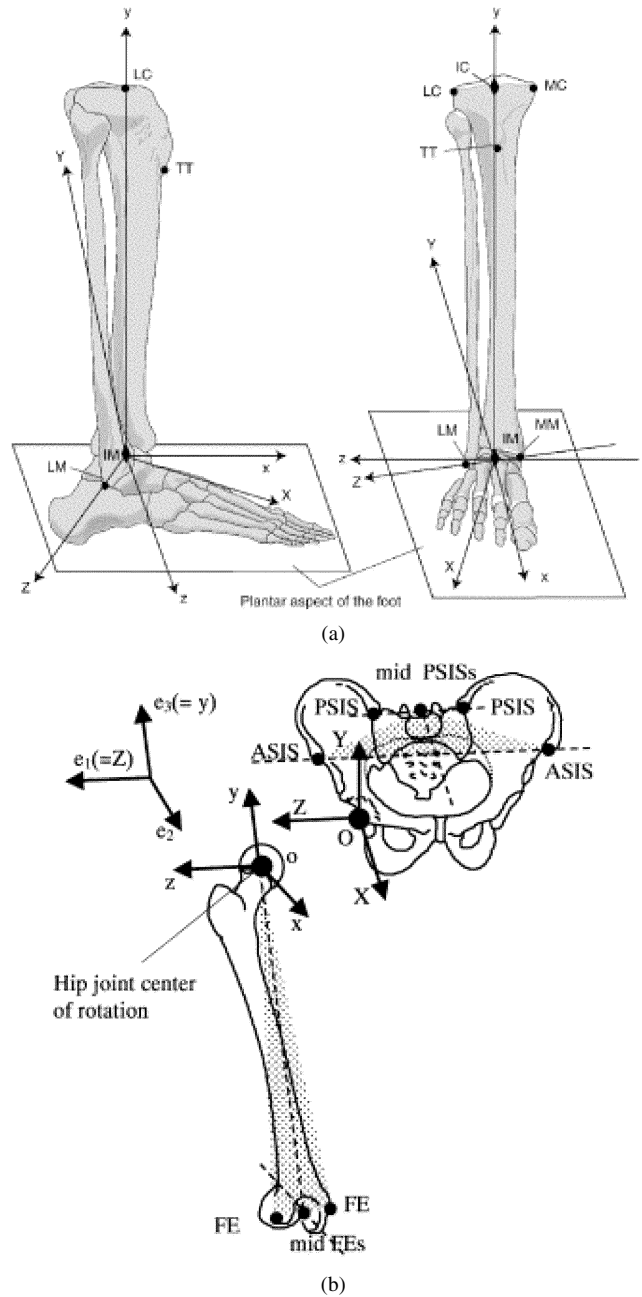 y
LC
Y
TT
LM
IM
x
X
Z
z
y
IC
LC
MC
TT
Y
LM
IM
MM
z
Z
X
x
Plantar aspect of the foot
(a)
mid PSISs
PSIS
PSIS
ASIS
ASIS
e3(= y)
e1(=Z)
e2
Y
Z
O
X
y
o
z
x
Hip joint center
of rotation
FE
FE
mid FEs
(b)